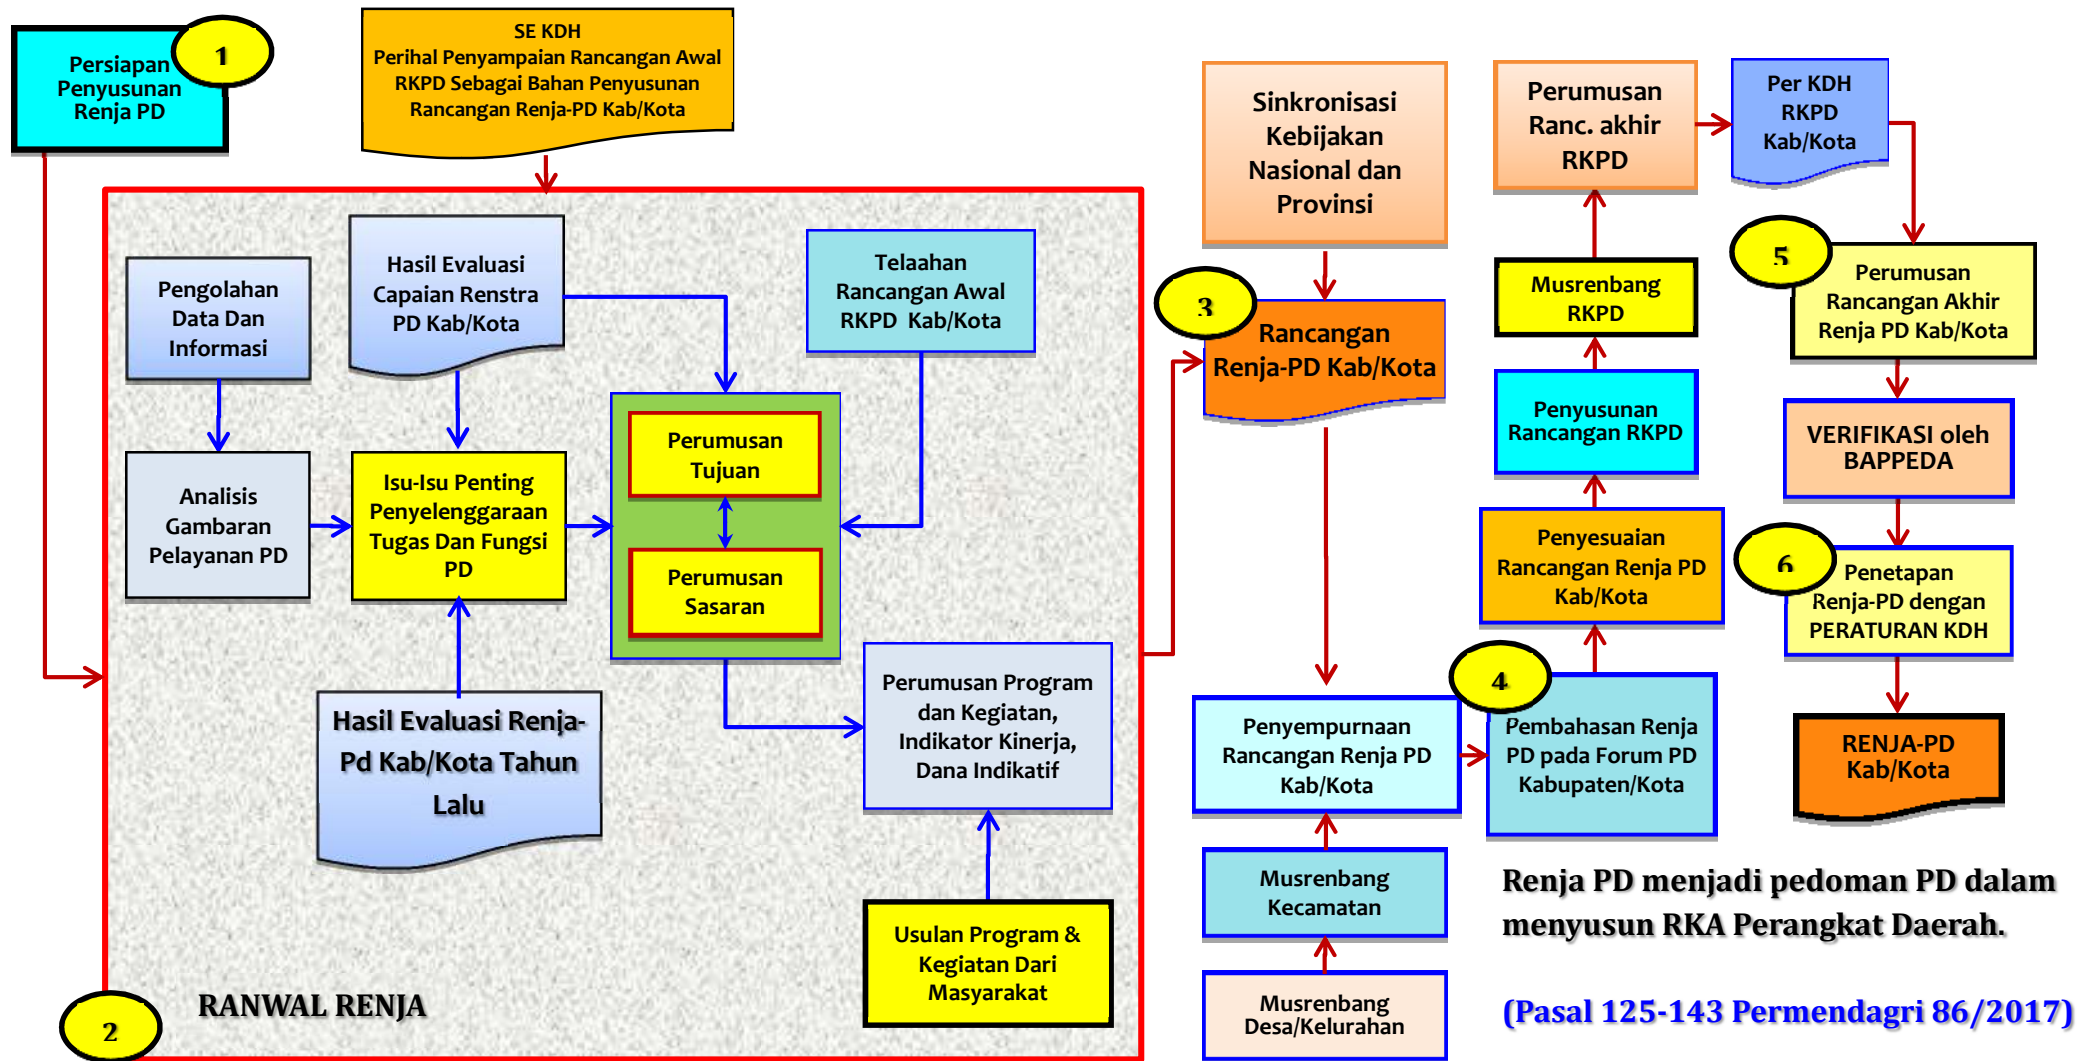 1
Persiapan
Penyusunan
Renja PD
SE KDH
Perihal Penyampaian Rancangan Awal
RKPD Sebagai Bahan Penyusunan
Rancangan Renja-PD Kab/Kota
Pengolahan
Data Dan
Informasi
Hasil Evaluasi
Capaian Renstra
PD Kab/Kota
Telaahan
Rancangan Awal
RKPD Kab/Kota
Analisis
Gambaran
Pelayanan PD
Isu-Isu Penting
Penyelenggaraan
Tugas Dan Fungsi
PD
Perumusan
Tujuan
Perumusan
Sasaran
Hasil Evaluasi Renja-
Pd Kab/Kota Tahun
Lalu
Perumusan Program
dan Kegiatan,
Indikator Kinerja,
Dana Indikatif
Usulan Program &
Kegiatan Dari
Masyarakat
2
RANWAL RENJA
Sinkronisasi
Kebijakan
Nasional dan
Provinsi
3
Rancangan
Renja-PD Kab/Kota
Penyempurnaan
Rancangan Renja PD
Kab/Kota
Musrenbang
Kecamatan
Musrenbang
Desa/Kelurahan
4
Pembahasan Renja
PD pada Forum PD
Kabupaten/Kota
Penyesuaian
Rancangan Renja PD
Kab/Kota
Penyusunan
Rancangan RKPD
Musrenbang
RKPD
Perumusan
Ranc. akhir
RKPD
Per KDH
RKPD
Kab/Kota
5
Perumusan
Rancangan Akhir
Renja PD Kab/Kota
VERIFIKASI oleh
BAPPEDA
6
Penetapan
Renja-PD dengan
PERATURAN KDH
RENJA-PD
Kab/Kota
Renja PD menjadi pedoman PD dalam
menyusun RKA Perangkat Daerah.
(Pasal 125-143 Permendagri 86/2017)